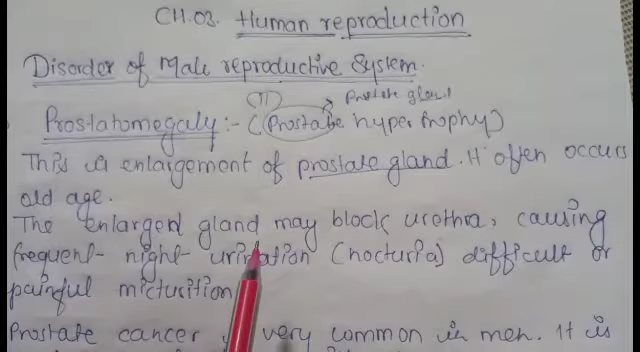 CH.03. Human reproduction
Disorder of Male reproductive System.
(11) Prostate gland
Prostatomegaly:- (Prostate hypertrophy)
This is enlargement of prostate gland. It often occurs
old age.
The enlarged gland may block urethra, causing
frequent night urination (nocturia) difficult or
painful micturition
Prostate cancer very common in men. It is